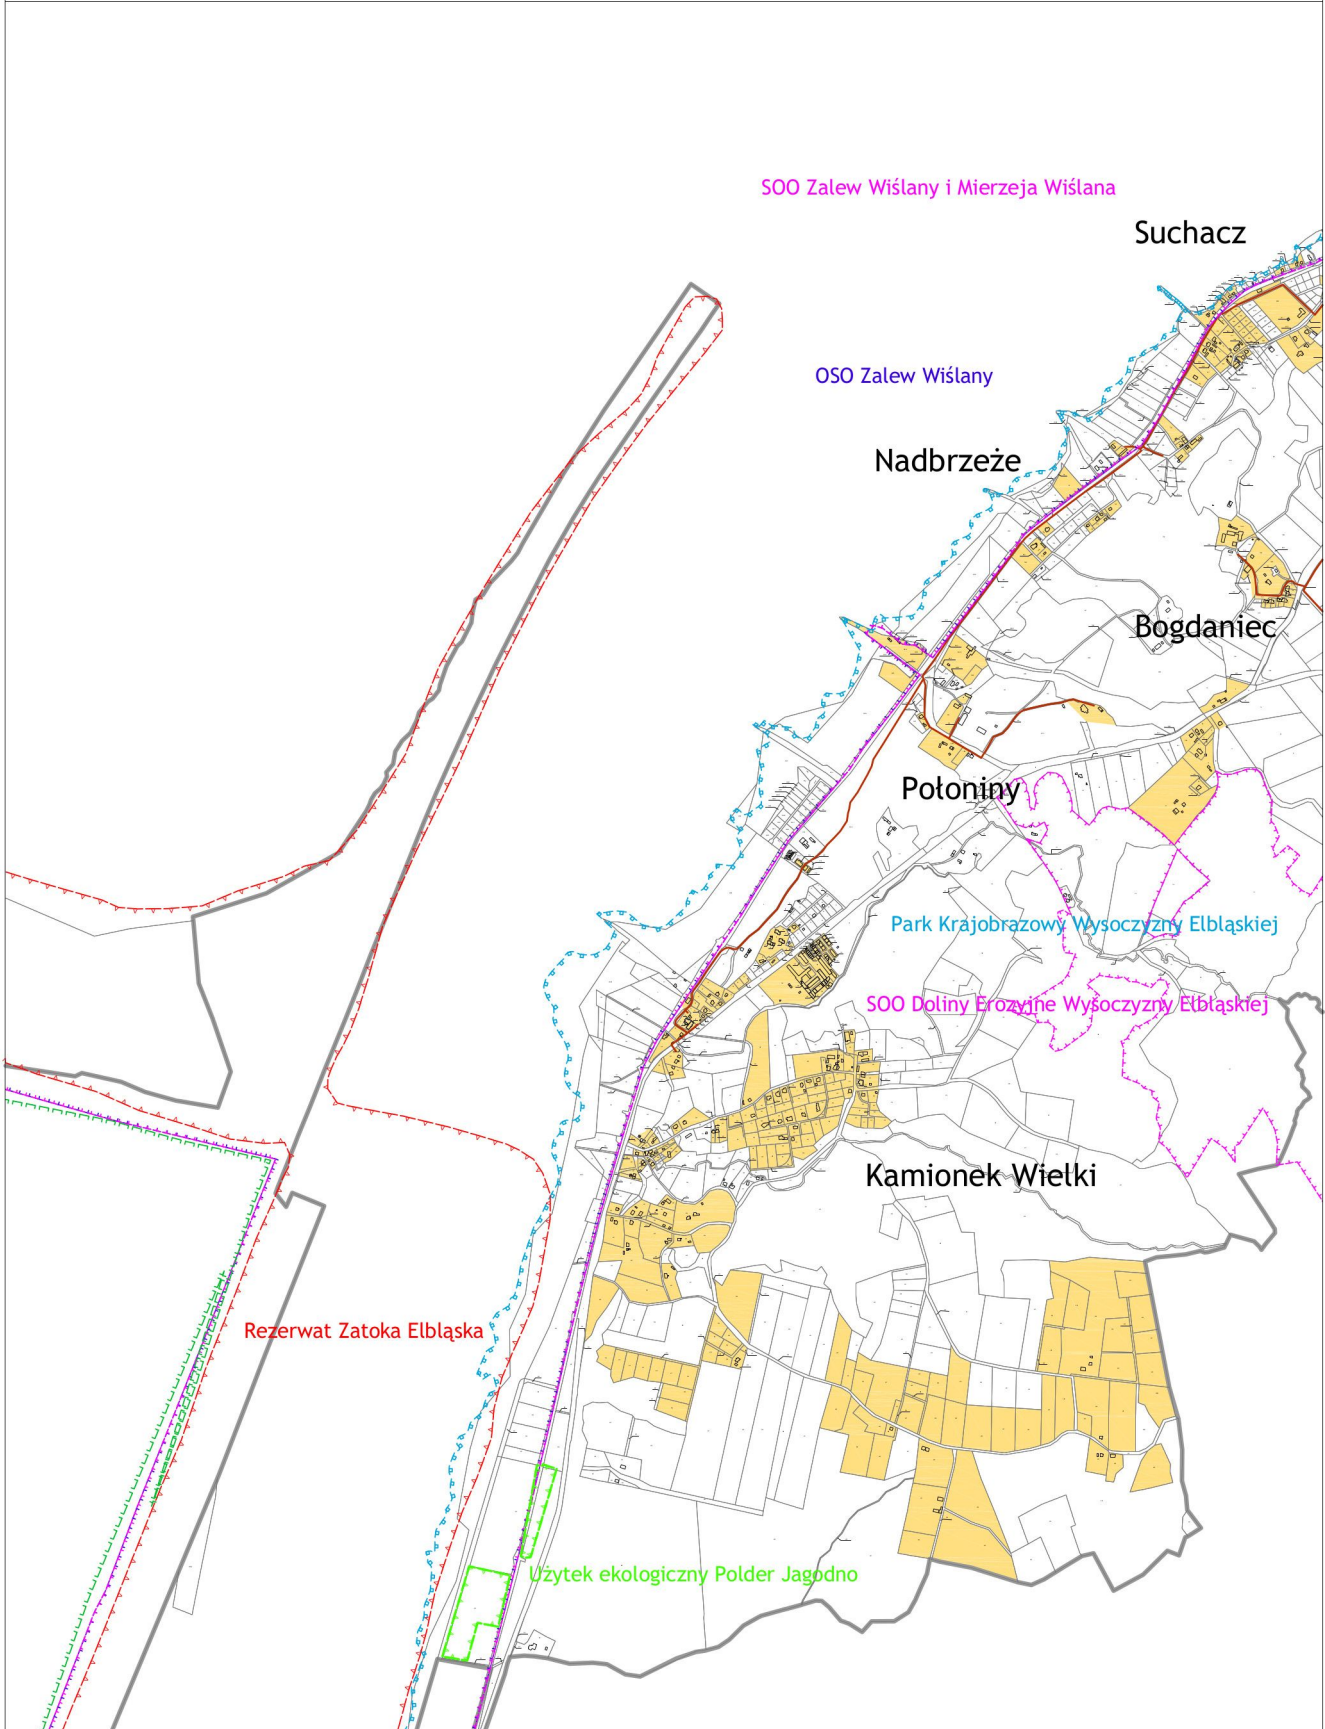 SOO Zalew Wiślany i Mierzeja Wiślana
Suchacz
OSO Zalew Wiślany
Nadbrzeże
Bogdaniec
Połoniny
Park Krajobrazowy Wysoczyzny Elbląskiej
SOO Doliny Erozyjne Wysoczyzny Elbląskiej
Kamionek Wielki
Rezerwat Zatoka Elbląska
Użytek ekologiczny Polder Jagodno